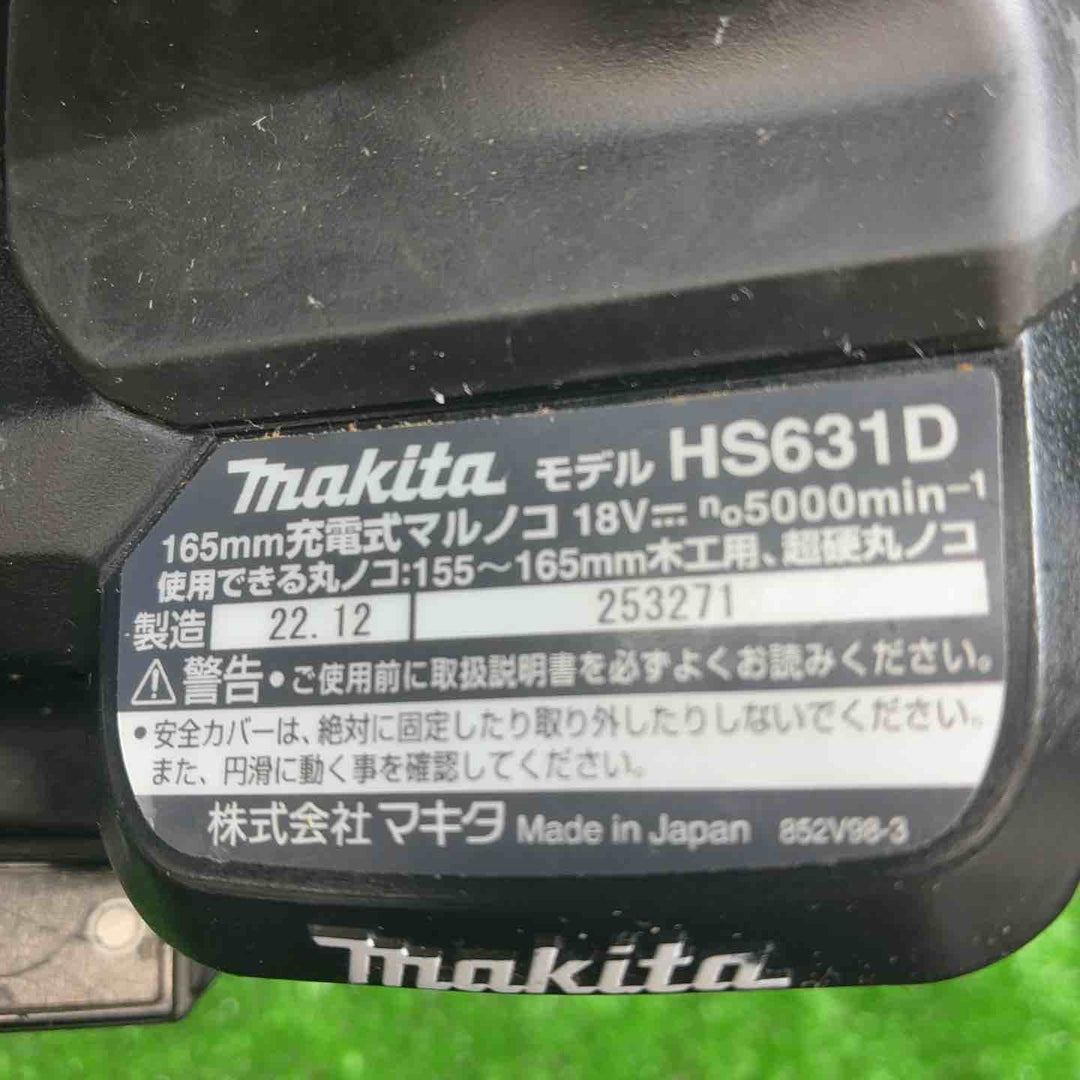 makita モデル HS631D
165mm充電式マルノコ 18V⎓ n₀5000min⁻¹
使用できる丸ノコ:155～165mm木工用、超硬丸ノコ
製造 22.12 253271
⚠警告・ご使用前に取扱説明書を必ずよくお読みください。
・安全カバーは、絶対に固定したり取り外したりしないでください。
また、円滑に動く事を確認してください。
株式会社マキタ Made in Japan 852V98-3
makita